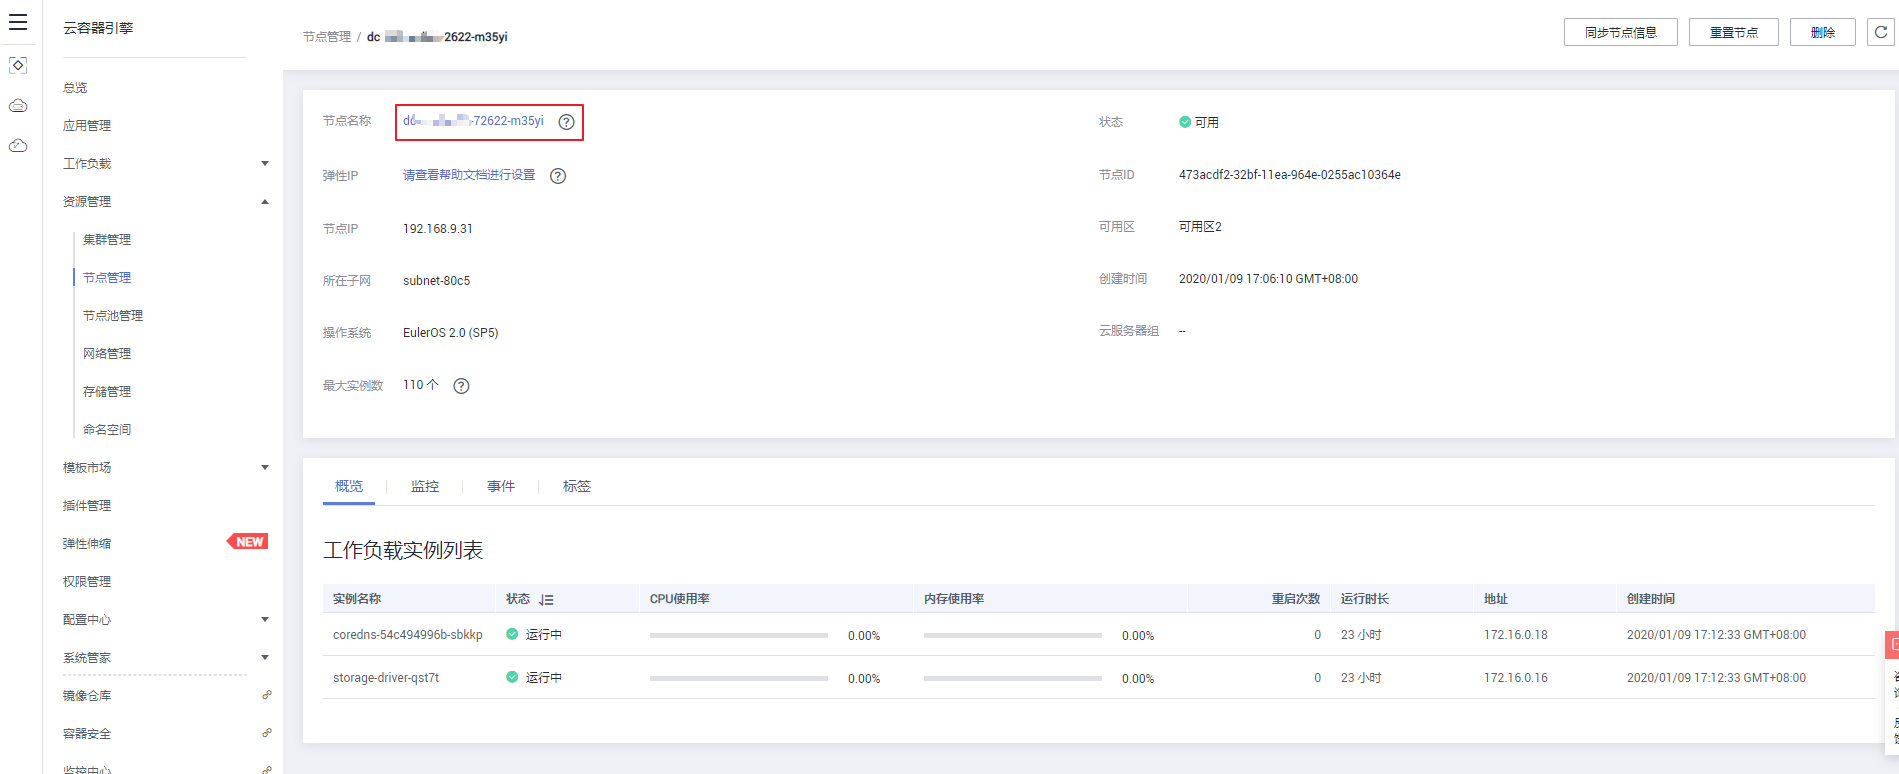 云容器引擎
总览
应用管理
工作负载
资源管理
集群管理
节点管理
节点池管理
网络管理
存储管理
命名空间
模板市场
插件管理
弹性伸缩 NEW
权限管理
配置中心
系统管家
镜像仓库
容器安全
监控中心
节点管理 / dc 2622-m35yi
同步节点信息 重置节点 删除
节点名称 dc -72622-m35yi ?
状态 可用
弹性IP 请查看帮助文档进行设置 ?
节点ID 473acdf2-32bf-11ea-964e-0255ac10364e
节点IP 192.168.9.31
可用区 可用区2
所在子网 subnet-80c5
创建时间 2020/01/09 17:06:10 GMT+08:00
操作系统 EulerOS 2.0 (SP5)
云服务器组 --
最大实例数 110 个 ?
概览 监控 事件 标签
工作负载实例列表
实例名称 状态 CPU使用率 内存使用率 重启次数 运行时长 地址 创建时间
coredns-54c494996b-sbkkp 运行中 0.00% 0.00% 0 23 小时 172.16.0.18 2020/01/09 17:12:33 GMT+08:00
storage-driver-qst7t 运行中 0.00% 0.00% 0 23 小时 172.16.0.16 2020/01/09 17:12:33 GMT+08:00